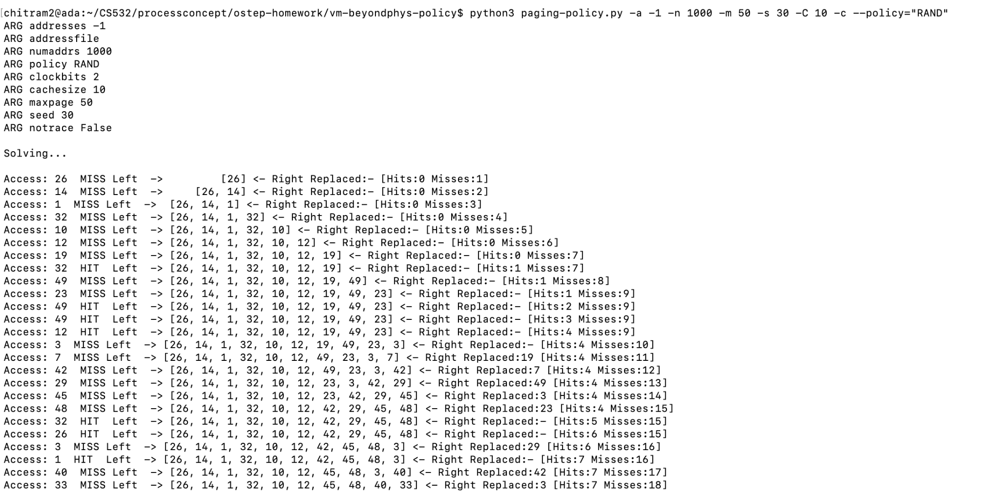 [chitram2@ada:~/CS532/processconcept/ostep-homework/vm-beyondphys-policy$ python3 paging-policy.py -a -1 -n 1000 -m 50 -s 30 -C 10 -c --policy="RAND"
ARG addresses -1
ARG addressfile
ARG numaddrs 1000
ARG policy RAND
ARG clockbits 2
ARG cachesize 10
ARG maxpage 50
ARG seed 30
ARG notrace False
Solving...
Access: 26  MISS Left  ->          [26] <- Right Replaced:- [Hits:0 Misses:1]
Access: 14  MISS Left  ->      [26, 14] <- Right Replaced:- [Hits:0 Misses:2]
Access: 1  MISS Left  ->  [26, 14, 1] <- Right Replaced:- [Hits:0 Misses:3]
Access: 32  MISS Left  -> [26, 14, 1, 32] <- Right Replaced:- [Hits:0 Misses:4]
Access: 10  MISS Left  -> [26, 14, 1, 32, 10] <- Right Replaced:- [Hits:0 Misses:5]
Access: 12  MISS Left  -> [26, 14, 1, 32, 10, 12] <- Right Replaced:- [Hits:0 Misses:6]
Access: 19  MISS Left  -> [26, 14, 1, 32, 10, 12, 19] <- Right Replaced:- [Hits:0 Misses:7]
Access: 32  HIT  Left  -> [26, 14, 1, 32, 10, 12, 19] <- Right Replaced:- [Hits:1 Misses:7]
Access: 49  MISS Left  -> [26, 14, 1, 32, 10, 12, 19, 49] <- Right Replaced:- [Hits:1 Misses:8]
Access: 23  MISS Left  -> [26, 14, 1, 32, 10, 12, 19, 49, 23] <- Right Replaced:- [Hits:1 Misses:9]
Access: 49  HIT  Left  -> [26, 14, 1, 32, 10, 12, 19, 49, 23] <- Right Replaced:- [Hits:2 Misses:9]
Access: 49  HIT  Left  -> [26, 14, 1, 32, 10, 12, 19, 49, 23] <- Right Replaced:- [Hits:3 Misses:9]
Access: 12  HIT  Left  -> [26, 14, 1, 32, 10, 12, 19, 49, 23] <- Right Replaced:- [Hits:4 Misses:9]
Access: 3  MISS Left  -> [26, 14, 1, 32, 10, 12, 19, 49, 23, 3] <- Right Replaced:- [Hits:4 Misses:10]
Access: 7  MISS Left  -> [26, 14, 1, 32, 10, 12, 49, 23, 3, 7] <- Right Replaced:19 [Hits:4 Misses:11]
Access: 42  MISS Left  -> [26, 14, 1, 32, 10, 12, 49, 23, 3, 42] <- Right Replaced:7 [Hits:4 Misses:12]
Access: 29  MISS Left  -> [26, 14, 1, 32, 10, 12, 23, 3, 42, 29] <- Right Replaced:49 [Hits:4 Misses:13]
Access: 45  MISS Left  -> [26, 14, 1, 32, 10, 12, 23, 42, 29, 45] <- Right Replaced:3 [Hits:4 Misses:14]
Access: 48  MISS Left  -> [26, 14, 1, 32, 10, 12, 42, 29, 45, 48] <- Right Replaced:23 [Hits:4 Misses:15]
Access: 32  HIT  Left  -> [26, 14, 1, 32, 10, 12, 42, 29, 45, 48] <- Right Replaced:- [Hits:5 Misses:15]
Access: 26  HIT  Left  -> [26, 14, 1, 32, 10, 12, 42, 29, 45, 48] <- Right Replaced:- [Hits:6 Misses:15]
Access: 3  MISS Left  -> [26, 14, 1, 32, 10, 12, 42, 45, 48, 3] <- Right Replaced:29 [Hits:6 Misses:16]
Access: 1  HIT  Left  -> [26, 14, 1, 32, 10, 12, 42, 45, 48, 3] <- Right Replaced:- [Hits:7 Misses:16]
Access: 40  MISS Left  -> [26, 14, 1, 32, 10, 12, 45, 48, 3, 40] <- Right Replaced:42 [Hits:7 Misses:17]
Access: 33  MISS Left  -> [26, 14, 1, 32, 10, 12, 45, 48, 40, 33] <- Right Replaced:3 [Hits:7 Misses:18]